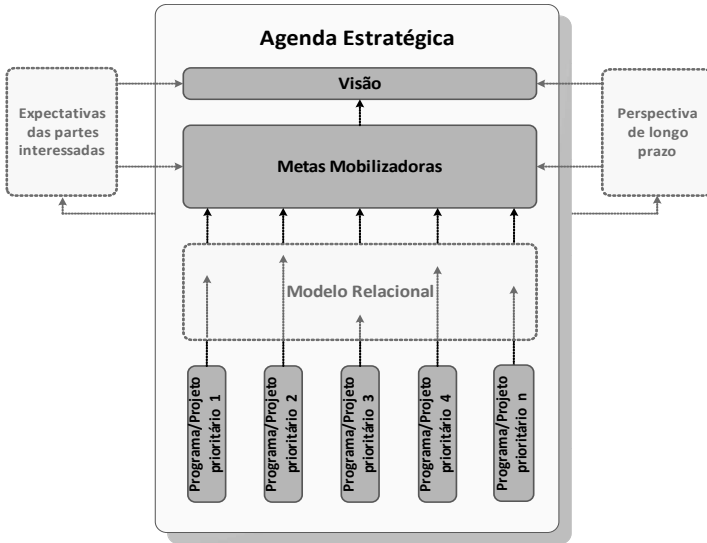 Agenda Estratégica
Visão
Expectativas
das partes
interessadas
Perspectiva
de longo
prazo
Metas Mobilizadoras
Modelo Relacional
Programa/Projeto
prioritário 1
Programa/Projeto
prioritário 2
Programa/Projeto
prioritário 3
Programa/Projeto
prioritário 4
Programa/Projeto
prioritário n